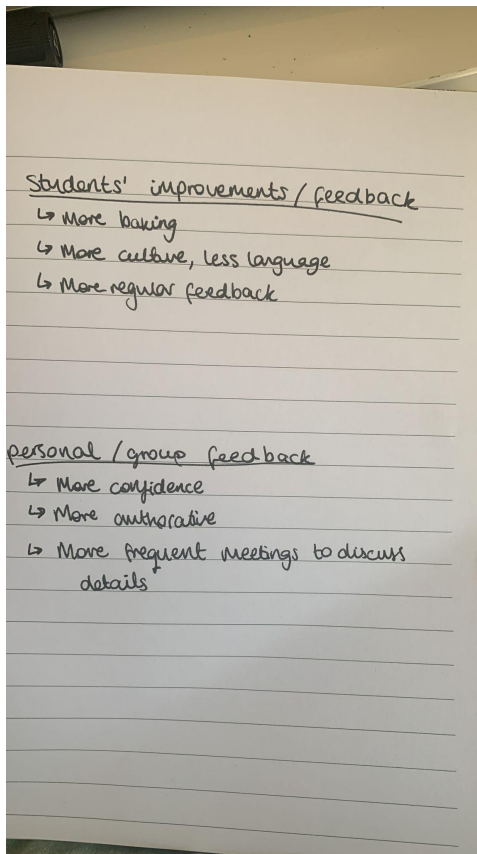 Students' improvements / feedback
↳ More baking
↳ More culture, less language
↳ More regular feedback
personal / group feedback
↳ More confidence
↳ More authorative
↳ More frequent meetings to discuss
details